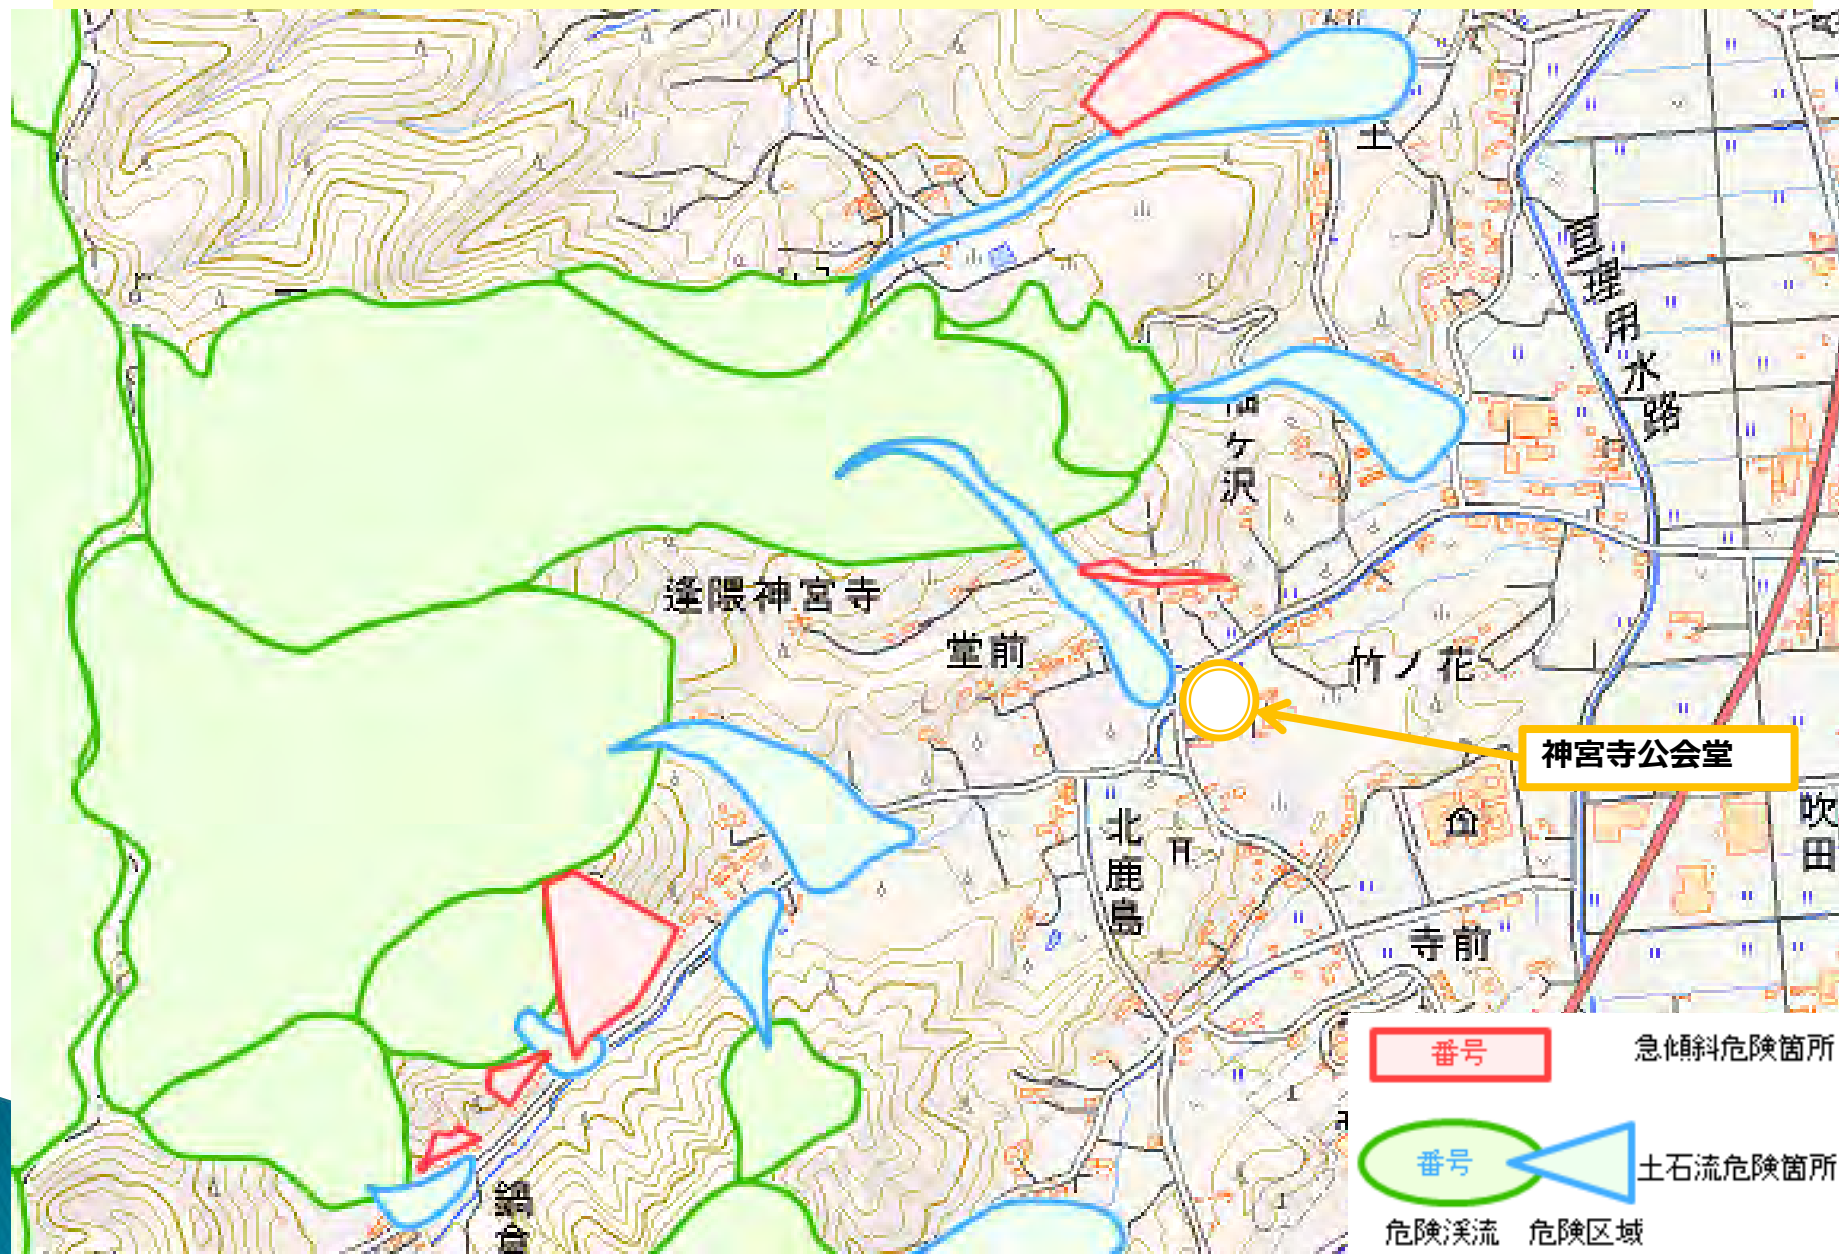 土
亘理用水路
ヶ沢
逢隈神宮寺
堂前
竹ノ花
神宮寺公会堂
吹田
北鹿島
寺前
番号
急傾斜危険箇所
番号
土石流危険箇所
危険渓流
危険区域